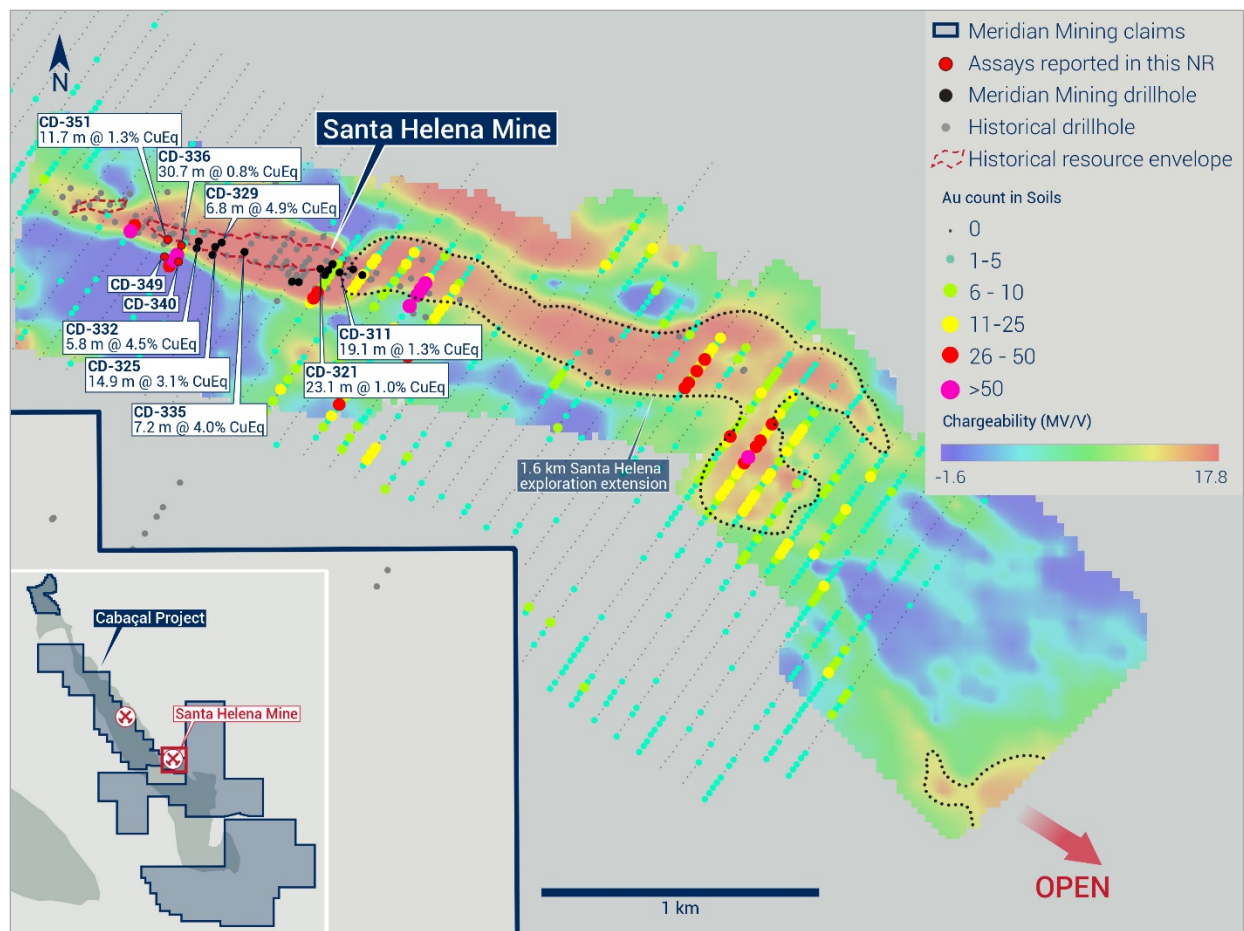 N
CD-351
11.7 m @ 1.3% CuEq
CD-336
30.7 m @ 0.8% CuEq
CD-329
6.8 m @ 4.9% CuEq
Santa Helena Mine
CD-349
CD-340
CD-332
5.8 m @ 4.5% CuEq
CD-325
14.9 m @ 3.1% CuEq
CD-335
7.2 m @ 4.0% CuEq
CD-311
19.1 m @ 1.3% CuEq
CD-321
23.1 m @ 1.0% CuEq
1.6 km Santa Helena
exploration extension
Meridian Mining claims
Assays reported in this NR
Meridian Mining drillhole
Historical drillhole
Historical resource envelope
Au count in Soils
0
1-5
6 - 10
11-25
26 - 50
>50
Chargeability (MV/V)
-1.6 17.8
Cabaçal Project
Santa Helena Mine
1 km
OPEN